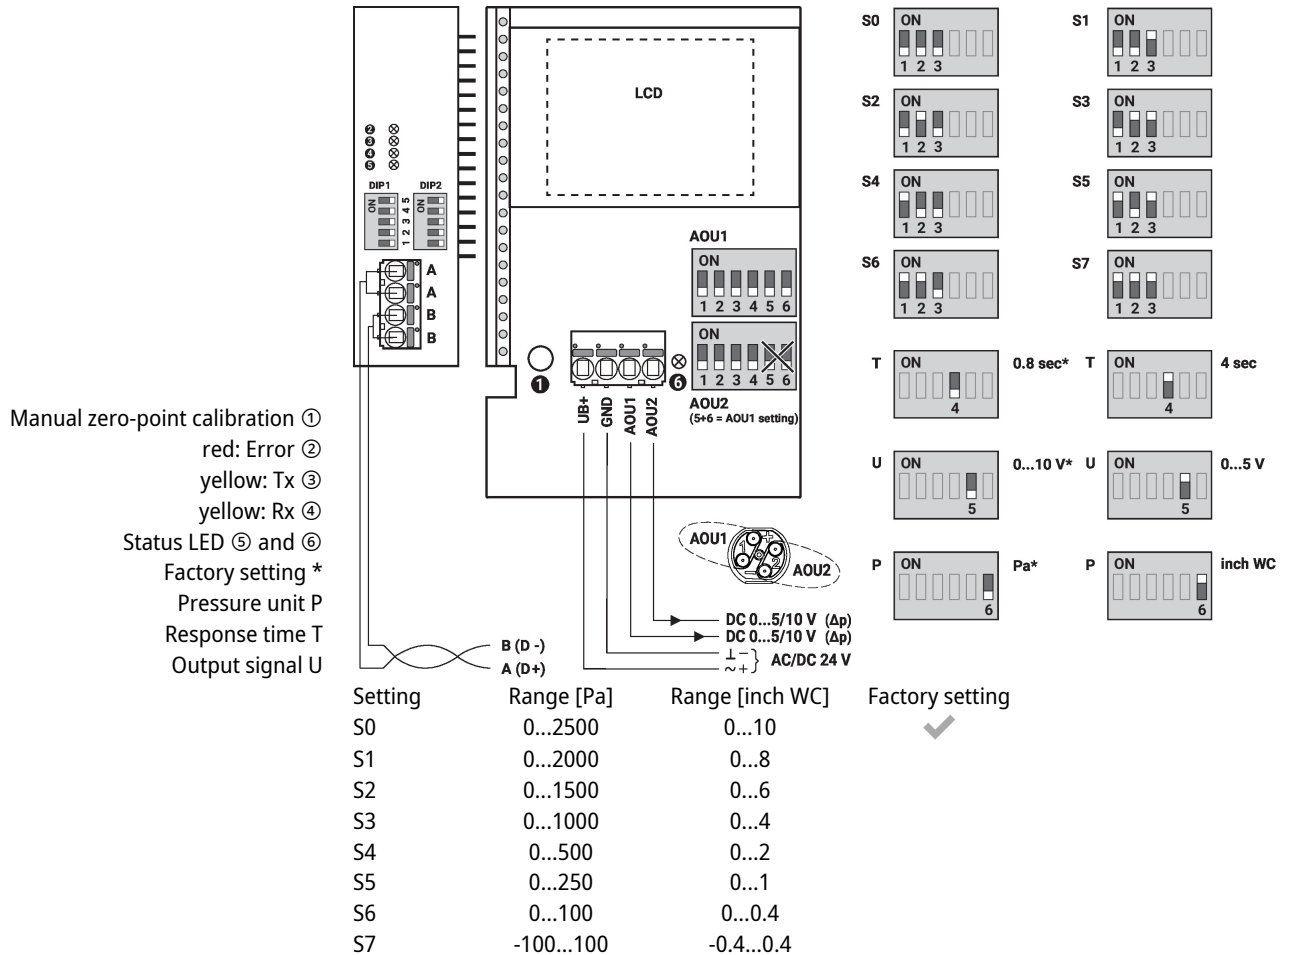 LCD
❷
❸
❹
❺
DIP1 DIP2
ON ON
1 2 3 4 5
A
A
B
B
AOU1
ON
1 2 3 4 5 6
ON
1 2 3 4 5 6
AOU2
(5+6 = AOU1 setting)
❶
❻
UB+
GND
AOU1
AOU2
S0 ON
1 2 3
S1 ON
1 2 3
S2 ON
1 2 3
S3 ON
1 2 3
S4 ON
1 2 3
S5 ON
1 2 3
S6 ON
1 2 3
S7 ON
1 2 3
T ON 0.8 sec*
4
T ON 4 sec
4
U ON 0...10 V*
5
U ON 0...5 V
5
P ON Pa*
6
P ON inch WC
6
Manual zero-point calibration ①
red: Error ②
yellow: Tx ③
yellow: Rx ④
Status LED ⑤ and ⑥
Factory setting *
Pressure unit P
Response time T
Output signal U
AOU1
1 + 2 −
AOU2
B (D -)
A (D+)
DC 0...5/10 V (Δp)
DC 0...5/10 V (Δp)
⊥ −
~ +
} AC/DC 24 V
Setting Range [Pa] Range [inch WC] Factory setting
S0 0...2500 0...10 ✔
S1 0...2000 0...8
S2 0...1500 0...6
S3 0...1000 0...4
S4 0...500 0...2
S5 0...250 0...1
S6 0...100 0...0.4
S7 -100...100 -0.4...0.4